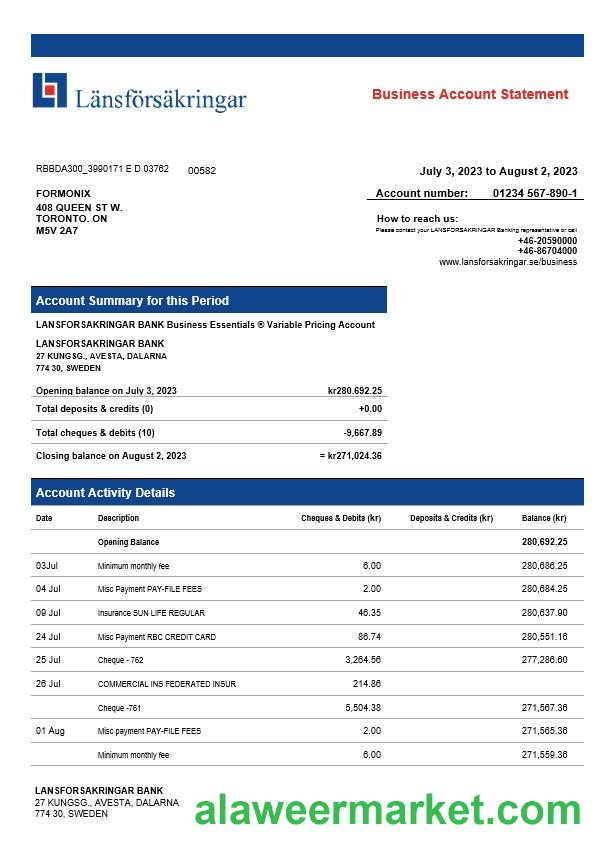 Länsförsäkringar
Business Account Statement
RBBDA300_3990171 E D 03762 00582
July 3, 2023 to August 2, 2023
FORMONIX
408 QUEEN ST W.
TORONTO. ON
M5V 2A7
Account number: 01234 567-890-1
How to reach us:
Please contact your LANSFORSAKRINGAR Banking representative or call
+46-20590000
+46-86704000
www.lansforsakringar.se/business
Account Summary for this Period
LANSFORSAKRINGAR BANK Business Essentials ® Variable Pricing Account
LANSFORSAKRINGAR BANK
27 KUNGSG., AVESTA, DALARNA
774 30, SWEDEN
Opening balance on July 3, 2023 kr280.692.25
Total deposits & credits (0) +0.00
Total cheques & debits (10) -9,667.89
Closing balance on August 2, 2023 = kr271,024.36
Account Activity Details
Date Description Cheques & Debits (kr) Deposits & Credits (kr) Balance (kr)
Opening Balance 280,692.25
03Jul Minimum monthly fee 6.00 280,686.25
04 Jul Misc Payment PAY-FILE FEES 2.00 280,684.25
09 Jul Insurance SUN LIFE REGULAR 46.35 280,637.90
24 Jul Misc Payment RBC CREDIT CARD 86.74 280,551.16
25 Jul Cheque - 762 3,264.56 277,286.60
26 Jul COMMERCIAL INS FEDERATED INSUR 214.86
Cheque -761 5,504.38 271,567.36
01 Aug Misc payment PAY-FILE FEES 2.00 271,565.36
Minimum monthly fee 6.00 271,559.36
LANSFORSAKRINGAR BANK
27 KUNGSG., AVESTA, DALARNA
774 30, SWEDEN
alaweermarket.com